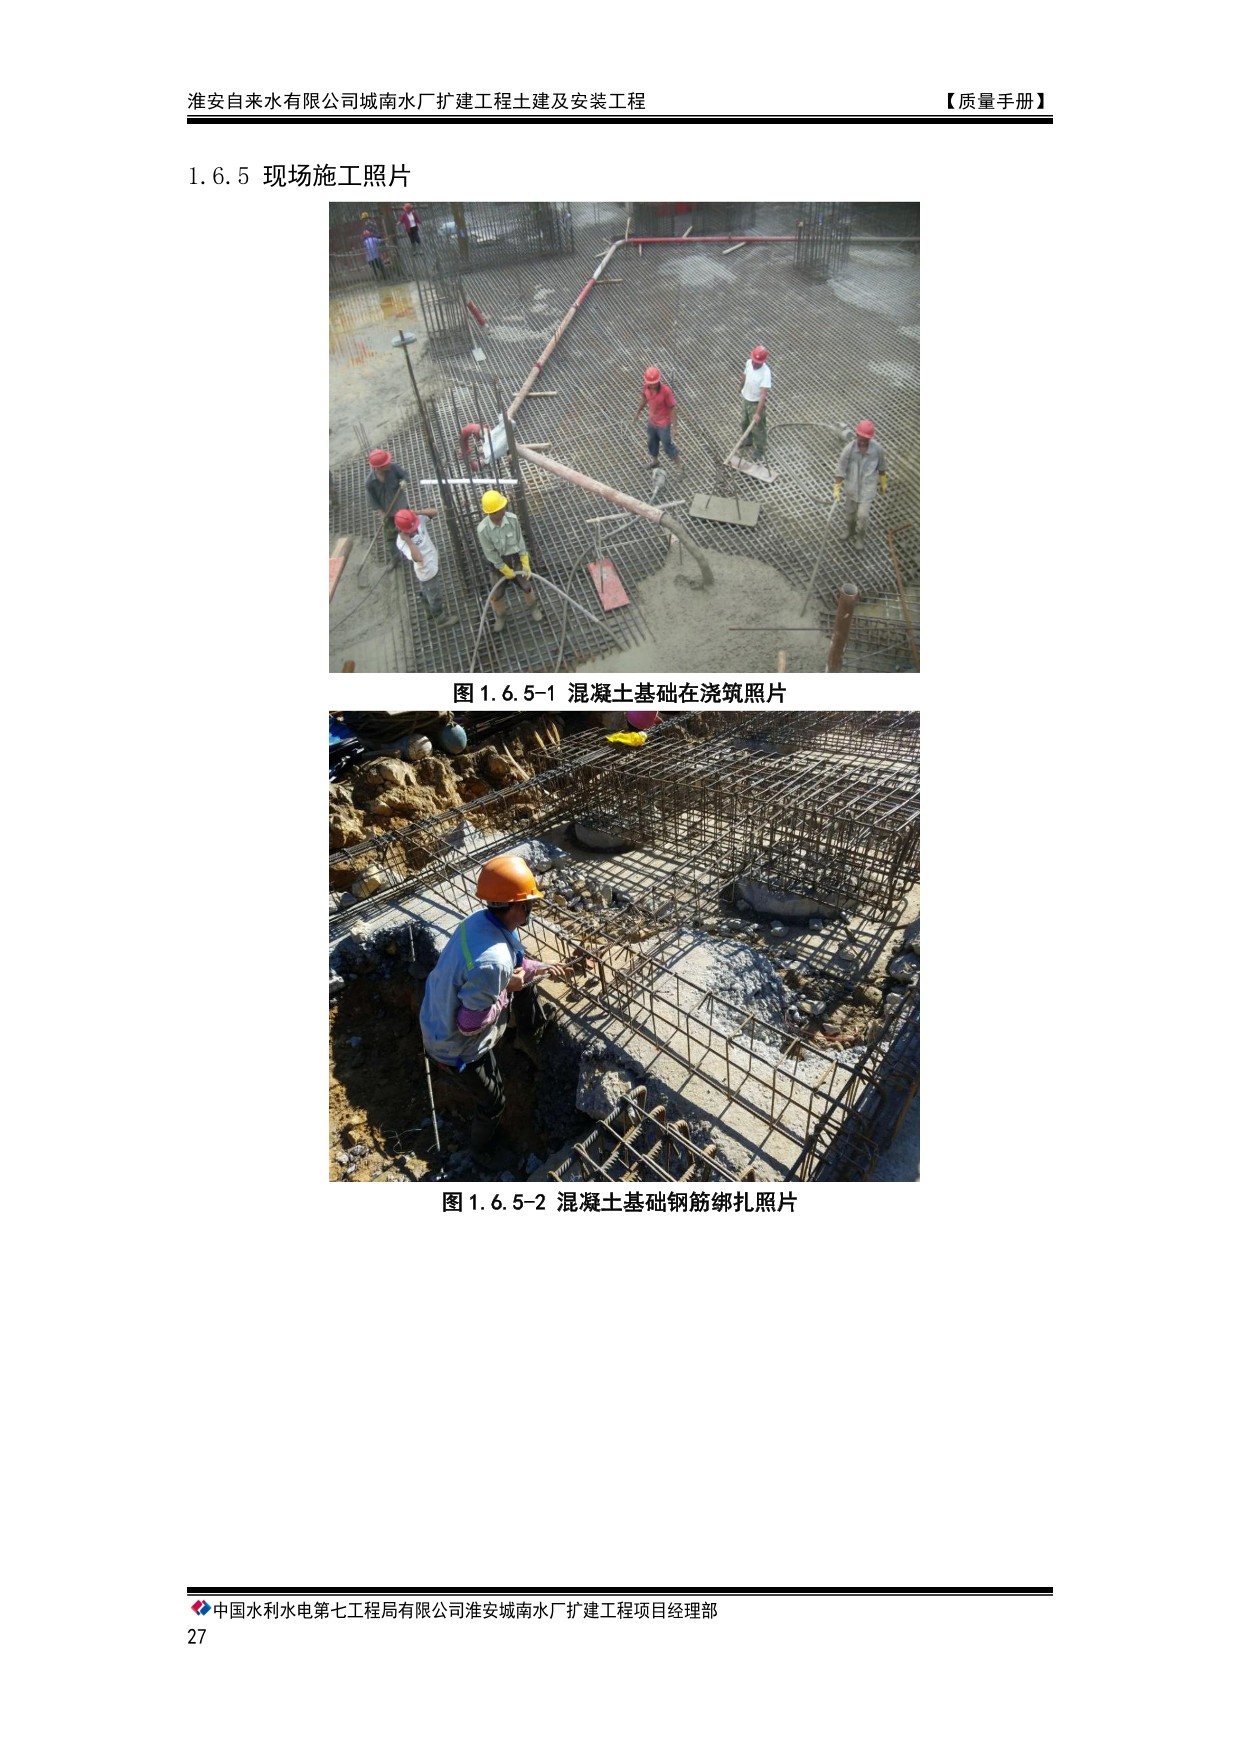 淮安自来水有限公司城南水厂扩建工程土建及安装工程 【质量手册】
1.6.5 现场施工照片
图1.6.5-1 混凝土基础在浇筑照片
图1.6.5-2 混凝土基础钢筋绑扎照片
中国水利水电第七工程局有限公司淮安城南水厂扩建工程项目经理部
27